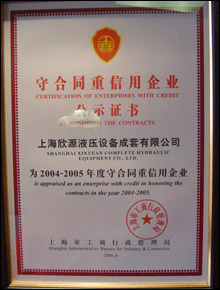 守合同重信用企业
CERTIFICATION OF ENTERPRISES WITH CREDIT
公示证书
IN HONORING THE CONTRACTS
上海欣源液压设备成套有限公司
SHANGHAI XINYUAN COMPLETE HYDRAULIC
EQUIPMENT CO., LTD.
为2004-2005年度守合同重信用企业
Is appraised as an enterprise with credit in honoring the
contracts in the year 2004-2005.
上海市工商行政管理局
Shanghai Administrative Bureau for Industry & Commerce
2006.8